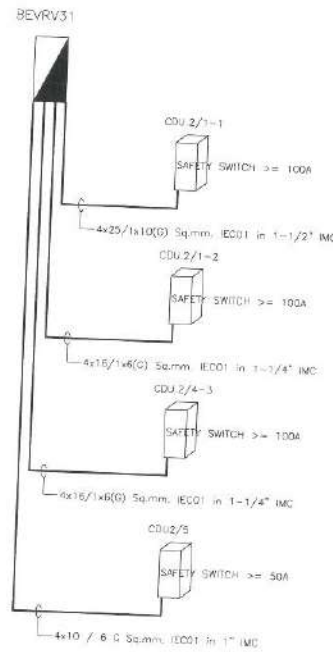 BEVRV31
CDU.2/1-1
SAFETY SWITCH >= 100A
4x25/1x10(G) Sq.mm. IEC01 in 1-1/2" IMC
CDU.2/1-2
SAFETY SWITCH >= 100A
4x16/1x6(G) Sq.mm. IEC01 in 1-1/4" IMC
CDU.2/4-3
SAFETY SWITCH >= 100A
4x16/1x6(G) Sq.mm. IEC01 in 1-1/4" IMC
CDU2/5
SAFETY SWITCH >= 50A
4x10 / 6 G Sq.mm. IEC01 in 1" IMC